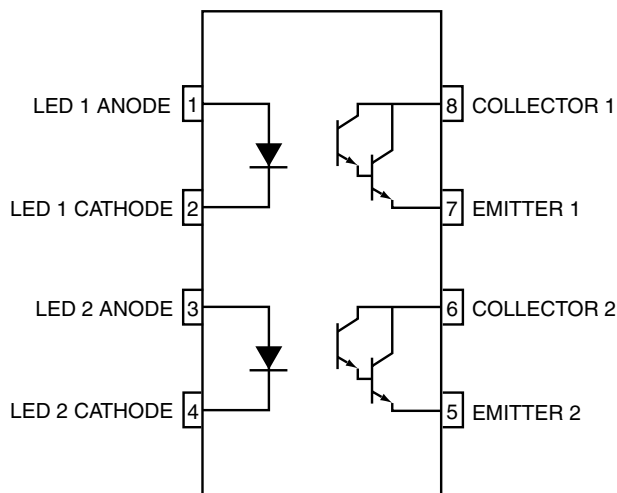 LED 1 ANODE 1 8 COLLECTOR 1
LED 1 CATHODE 2 7 EMITTER 1
LED 2 ANODE 3 6 COLLECTOR 2
LED 2 CATHODE 4 5 EMITTER 2